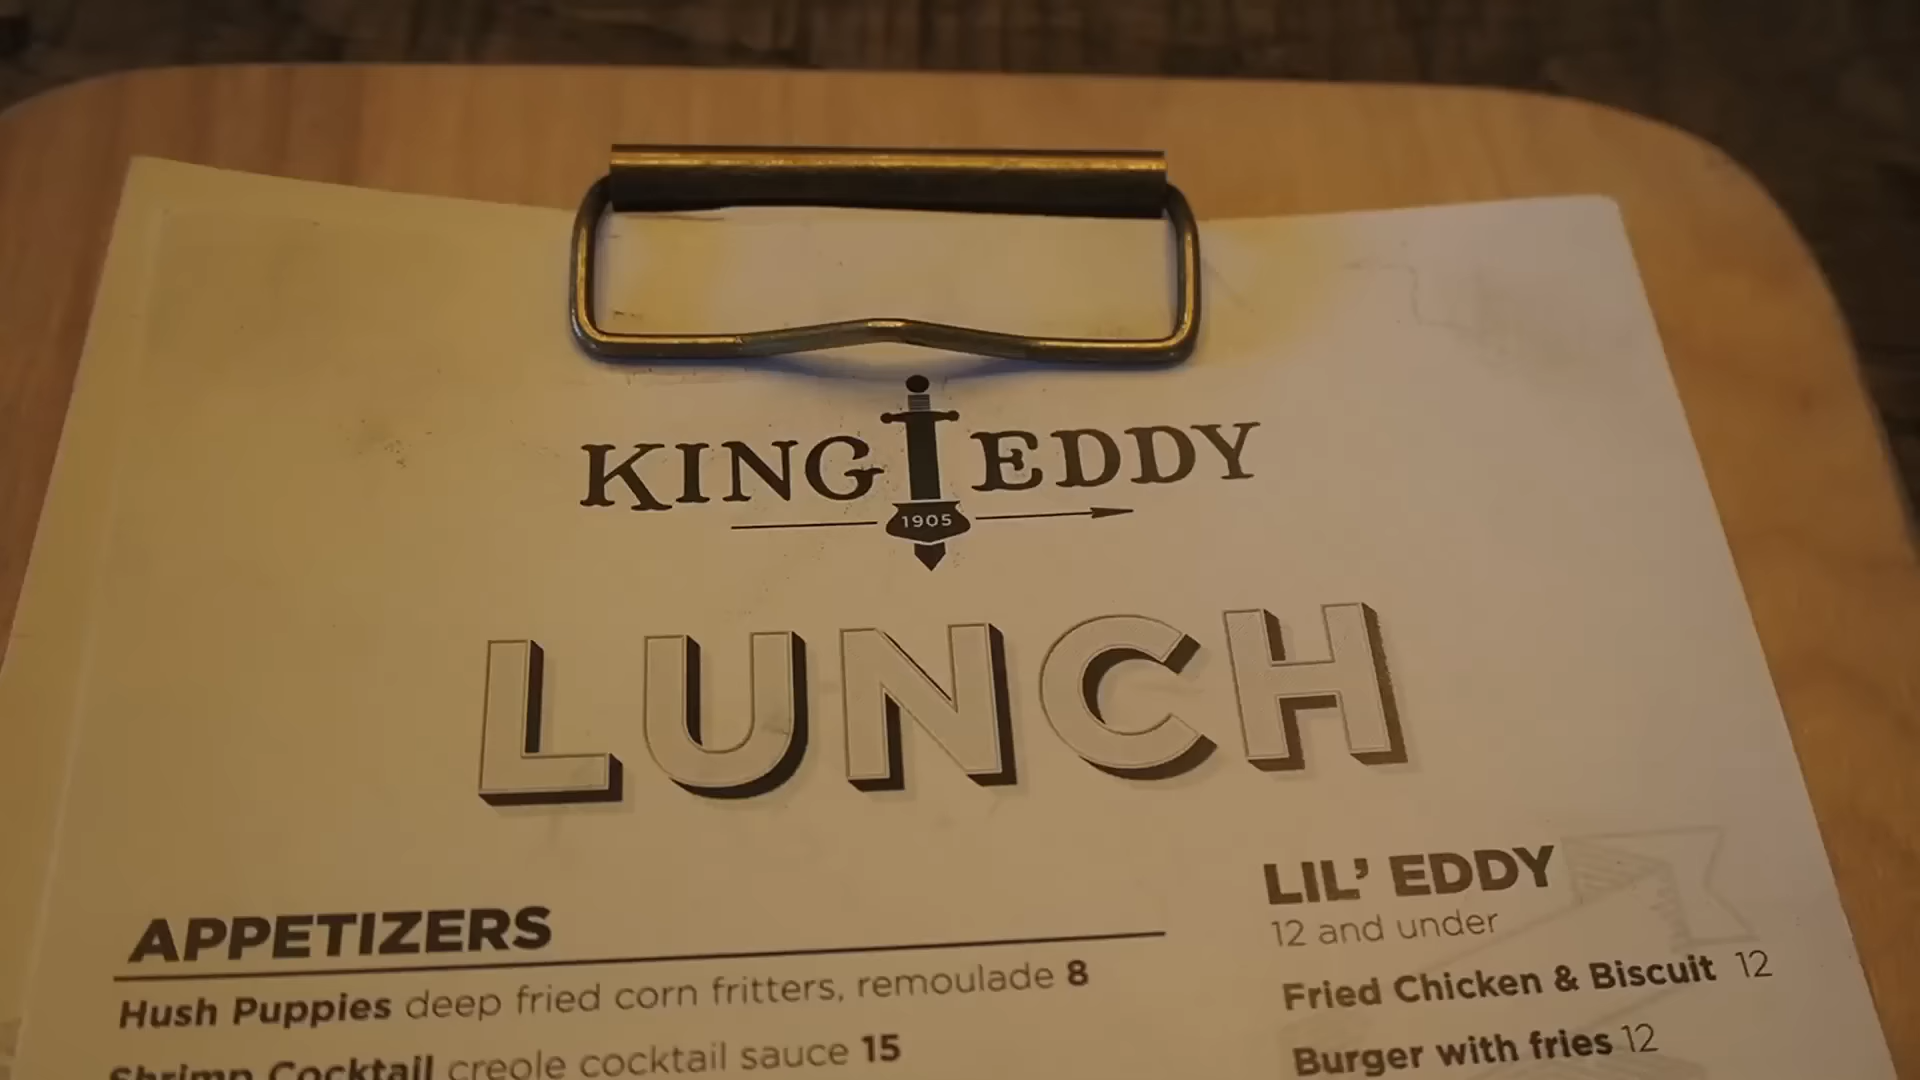 KING EDDY
1905
LUNCH
APPETIZERS
Hush Puppies deep fried corn fritters, remoulade 8
Shrimp Cocktail creole cocktail sauce 15
LIL’ EDDY
12 and under
Fried Chicken & Biscuit 12
Burger with fries 12